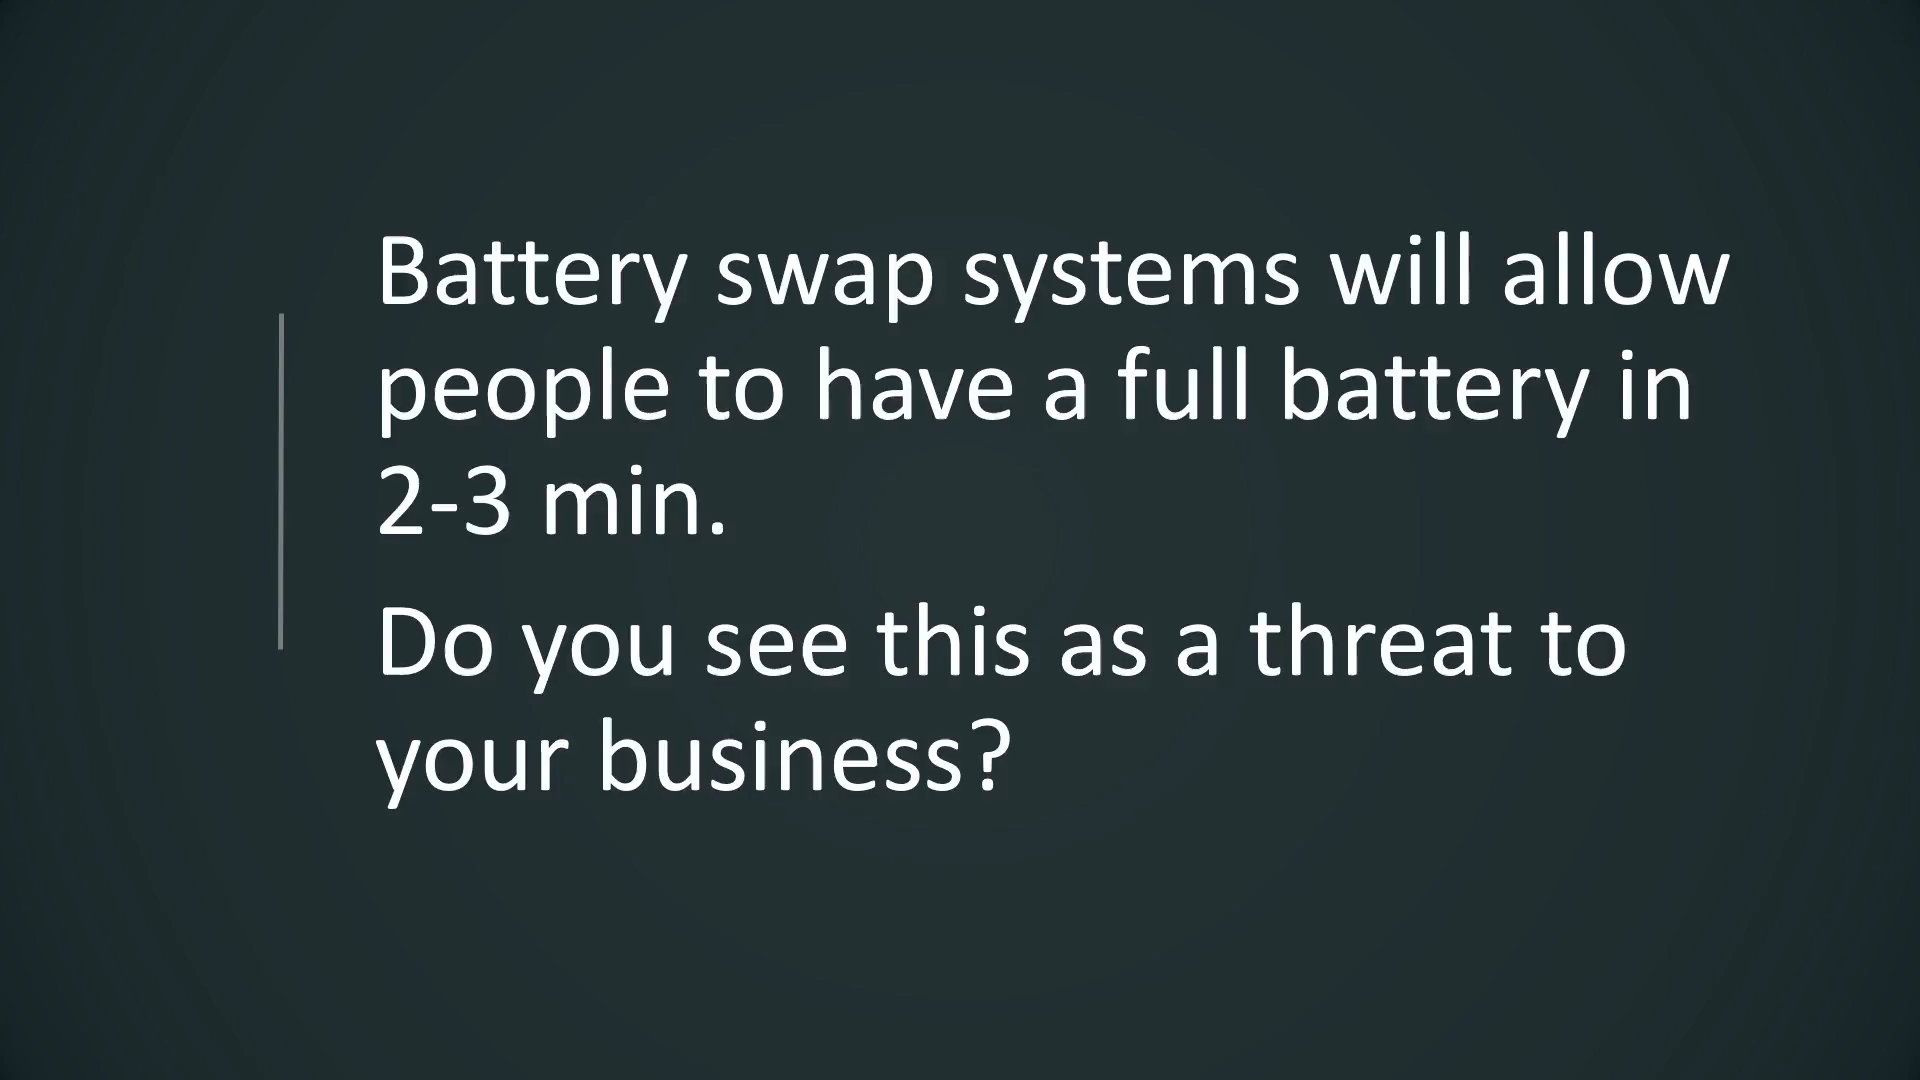 Battery swap systems will allow
people to have a full battery in
2-3 min.
Do you see this as a threat to
your business?